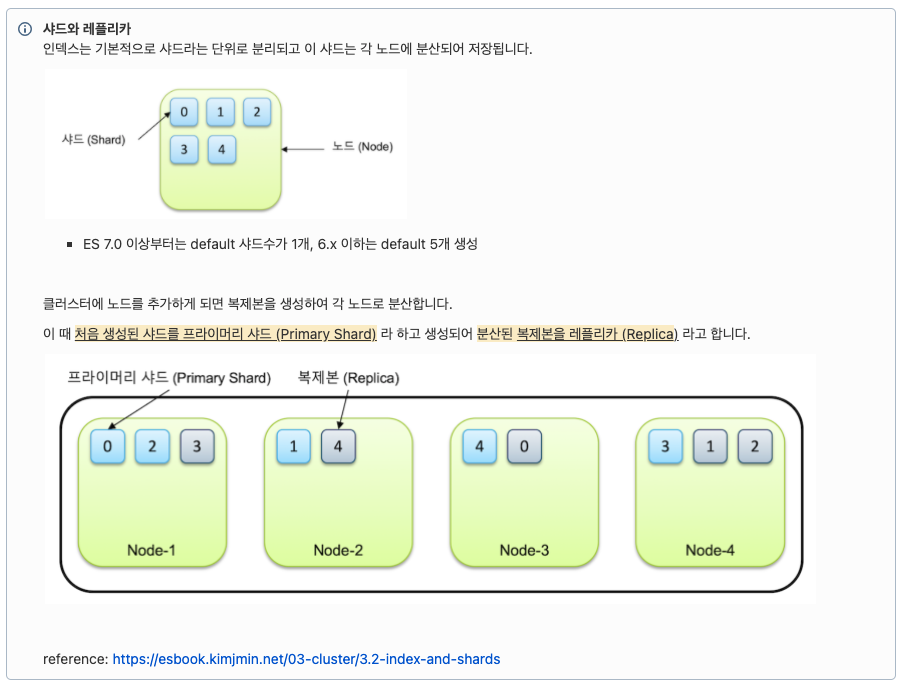 샤드와 레플리카
인덱스는 기본적으로 샤드라는 단위로 분리되고 이 샤드는 각 노드에 분산되어 저장됩니다.
0 1 2
샤드 (Shard)
노드 (Node)
3 4
▪ ES 7.0 이상부터는 default 샤드수가 1개, 6.x 이하는 default 5개 생성
클러스터에 노드를 추가하게 되면 복제본을 생성하여 각 노드로 분산합니다.
이 때 처음 생성된 샤드를 프라이머리 샤드 (Primary Shard) 라 하고 생성되어 분산된 복제본을 레플리카 (Replica) 라고 합니다.
프라이머리 샤드 (Primary Shard) 복제본 (Replica)
0 2 3 1 4 4 0 3 1 2
Node-1 Node-2 Node-3 Node-4
reference: https://esbook.kimjmin.net/03-cluster/3.2-index-and-shards